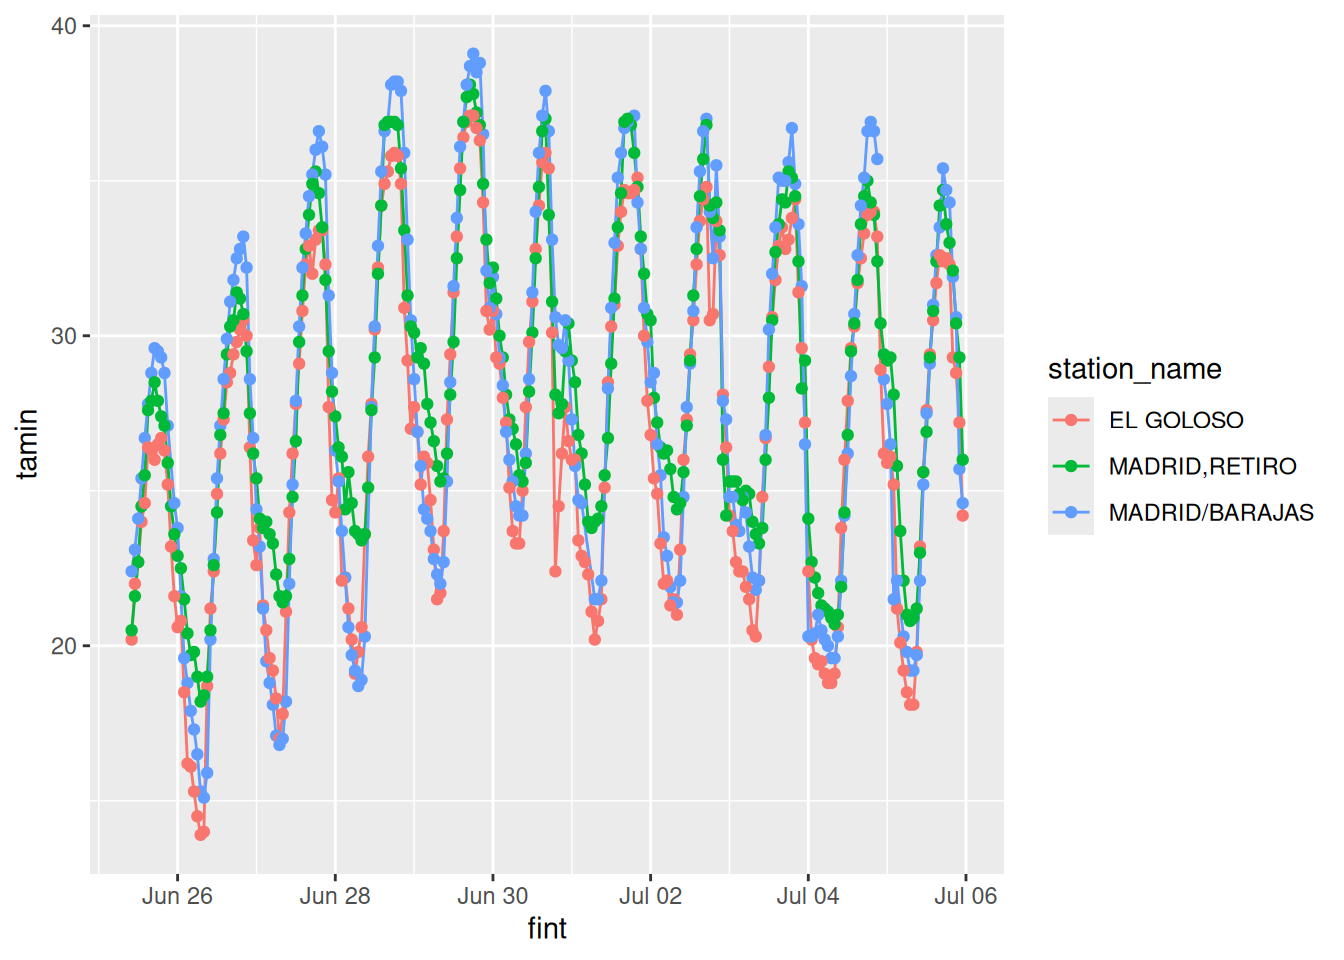 40
30
20
tamin
Jun 26
Jun 28
Jun 30
Jul 02
Jul 04
Jul 06
fint
station_name
EL GOLOSO
MADRID,RETIRO
MADRID/BARAJAS